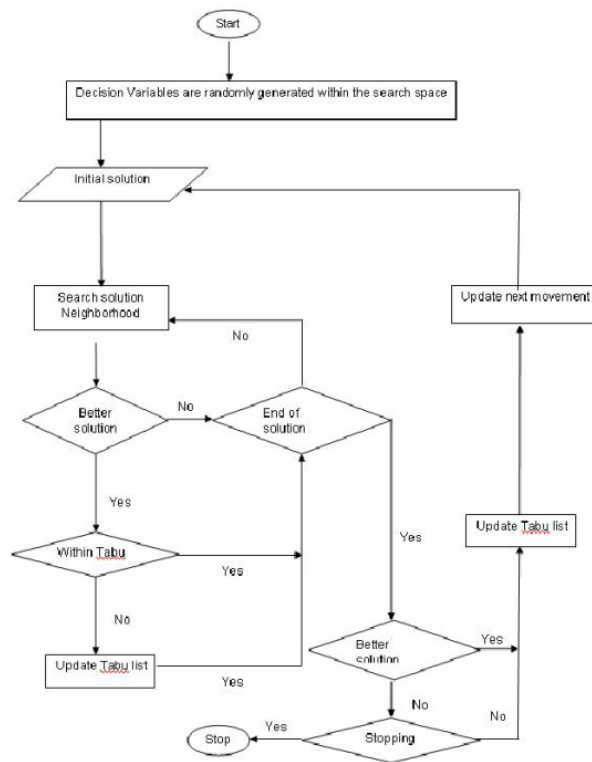 Start
Decision Variables are randomly generated within the search space
Initial solution
Search solution
Neighborhood
Update next movement
No
Better
solution
No
End of
solution
Yes
Yes
Within Tabu
Yes
Update Tabu list
No
Update Tabu list
Yes
Better
solution
Yes
No
No
Yes
Stop
Stopping